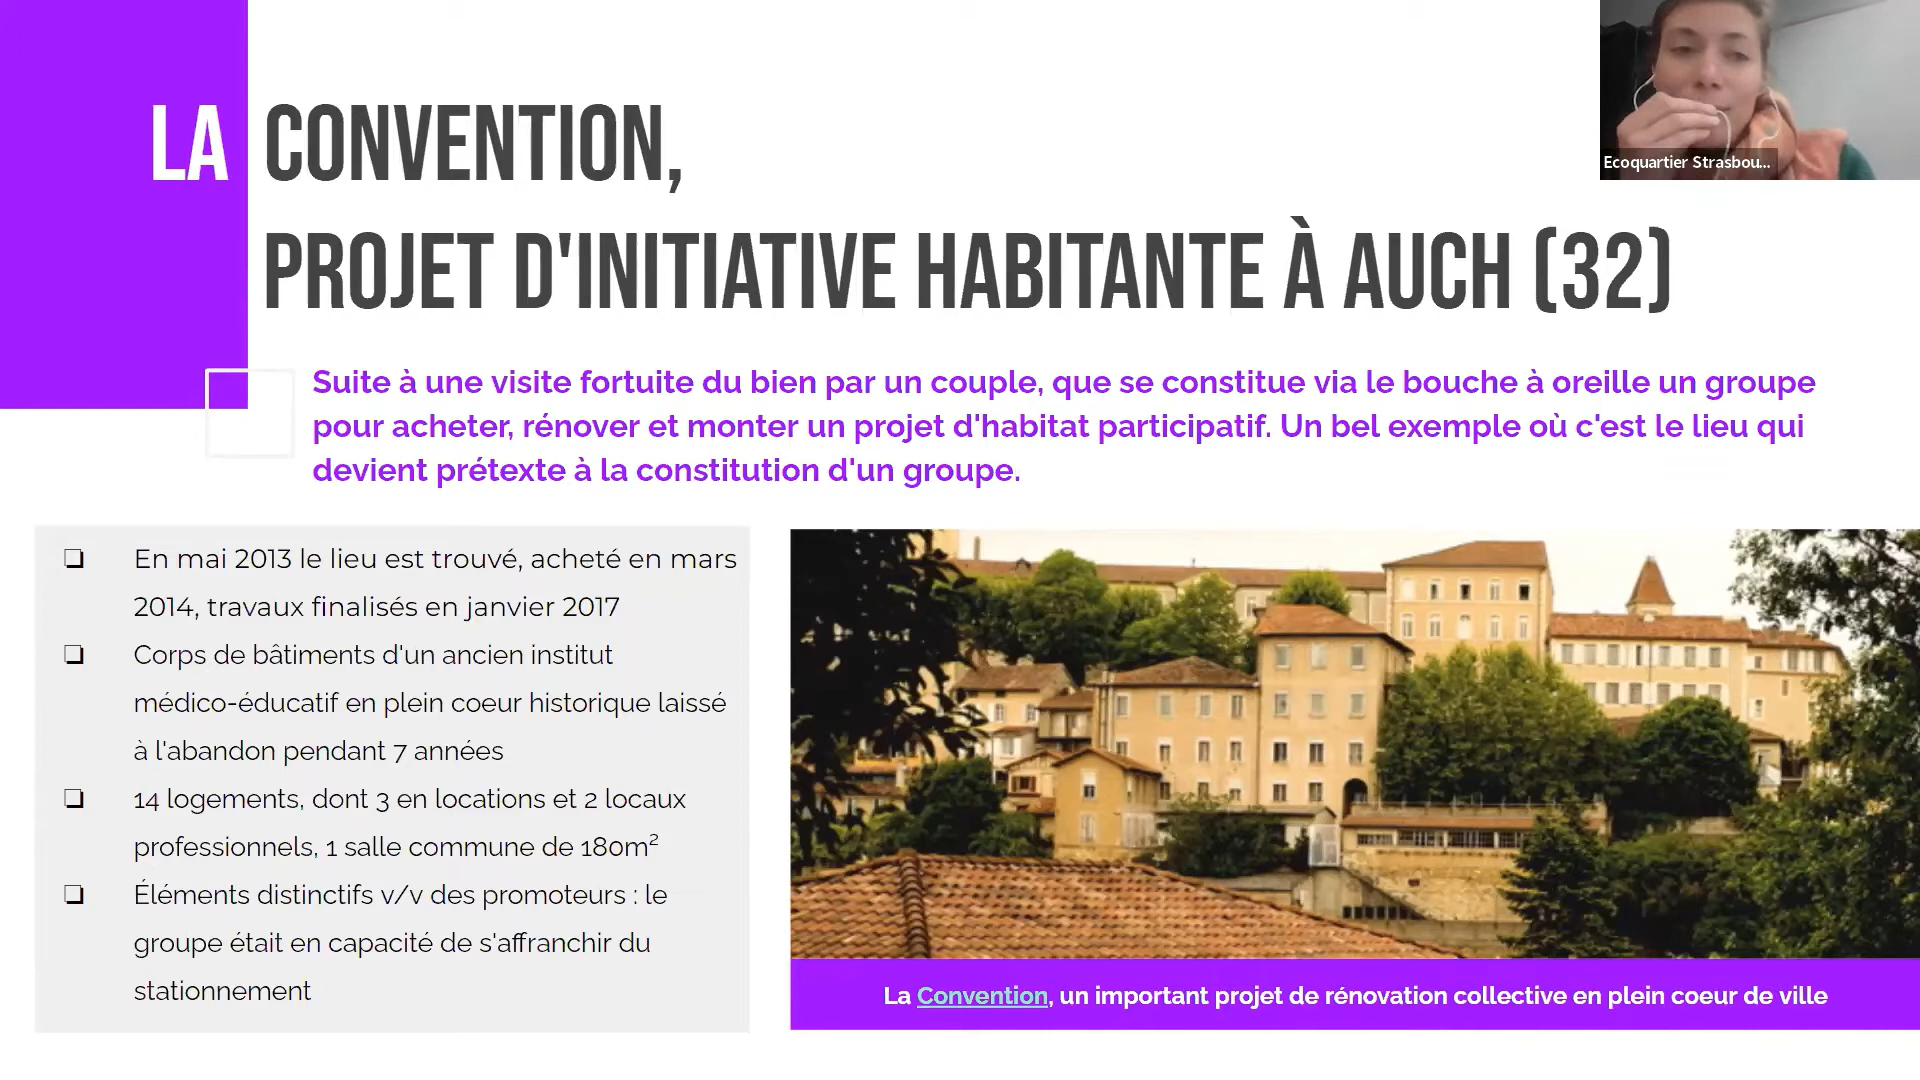 LA CONVENTION,
PROJET D'INITIATIVE HABITANTE À AUCH (32)
Ecoquartier Strasbou...
Suite à une visite fortuite du bien par un couple, que se constitue via le bouche à oreille un groupe
pour acheter, rénover et monter un projet d'habitat participatif. Un bel exemple où c'est le lieu qui
devient prétexte à la constitution d'un groupe.
❏ En mai 2013 le lieu est trouvé, acheté en mars
2014, travaux finalisés en janvier 2017
❏ Corps de bâtiments d'un ancien institut
médico-éducatif en plein coeur historique laissé
à l'abandon pendant 7 années
❏ 14 logements, dont 3 en locations et 2 locaux
professionnels, 1 salle commune de 180m²
❏ Éléments distinctifs v/v des promoteurs : le
groupe était en capacité de s'affranchir du
stationnement
La Convention, un important projet de rénovation collective en plein coeur de ville